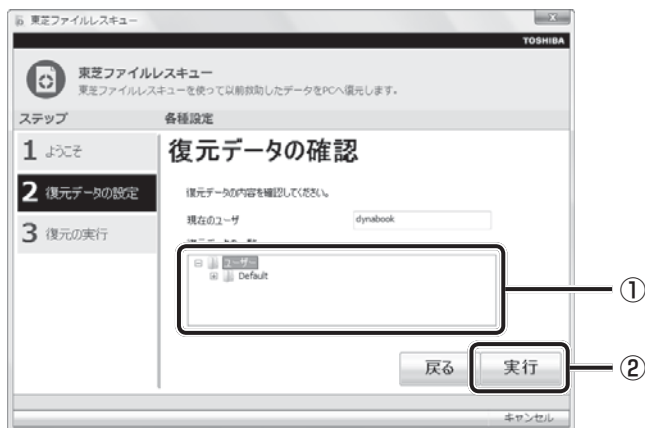 東芝ファイルレスキュー
TOSHIBA
東芝ファイルレスキュー
東芝ファイルレスキューを使って以前救助したデータをPCへ復元します。
ステップ
各種設定
1 ようこそ
2 復元データの設定
3 復元の実行
復元データの確認
復元データの内容を確認してください。
現在のユーザ
dynabook
ユーザー
Default
①
戻る
実行
②
キャンセル